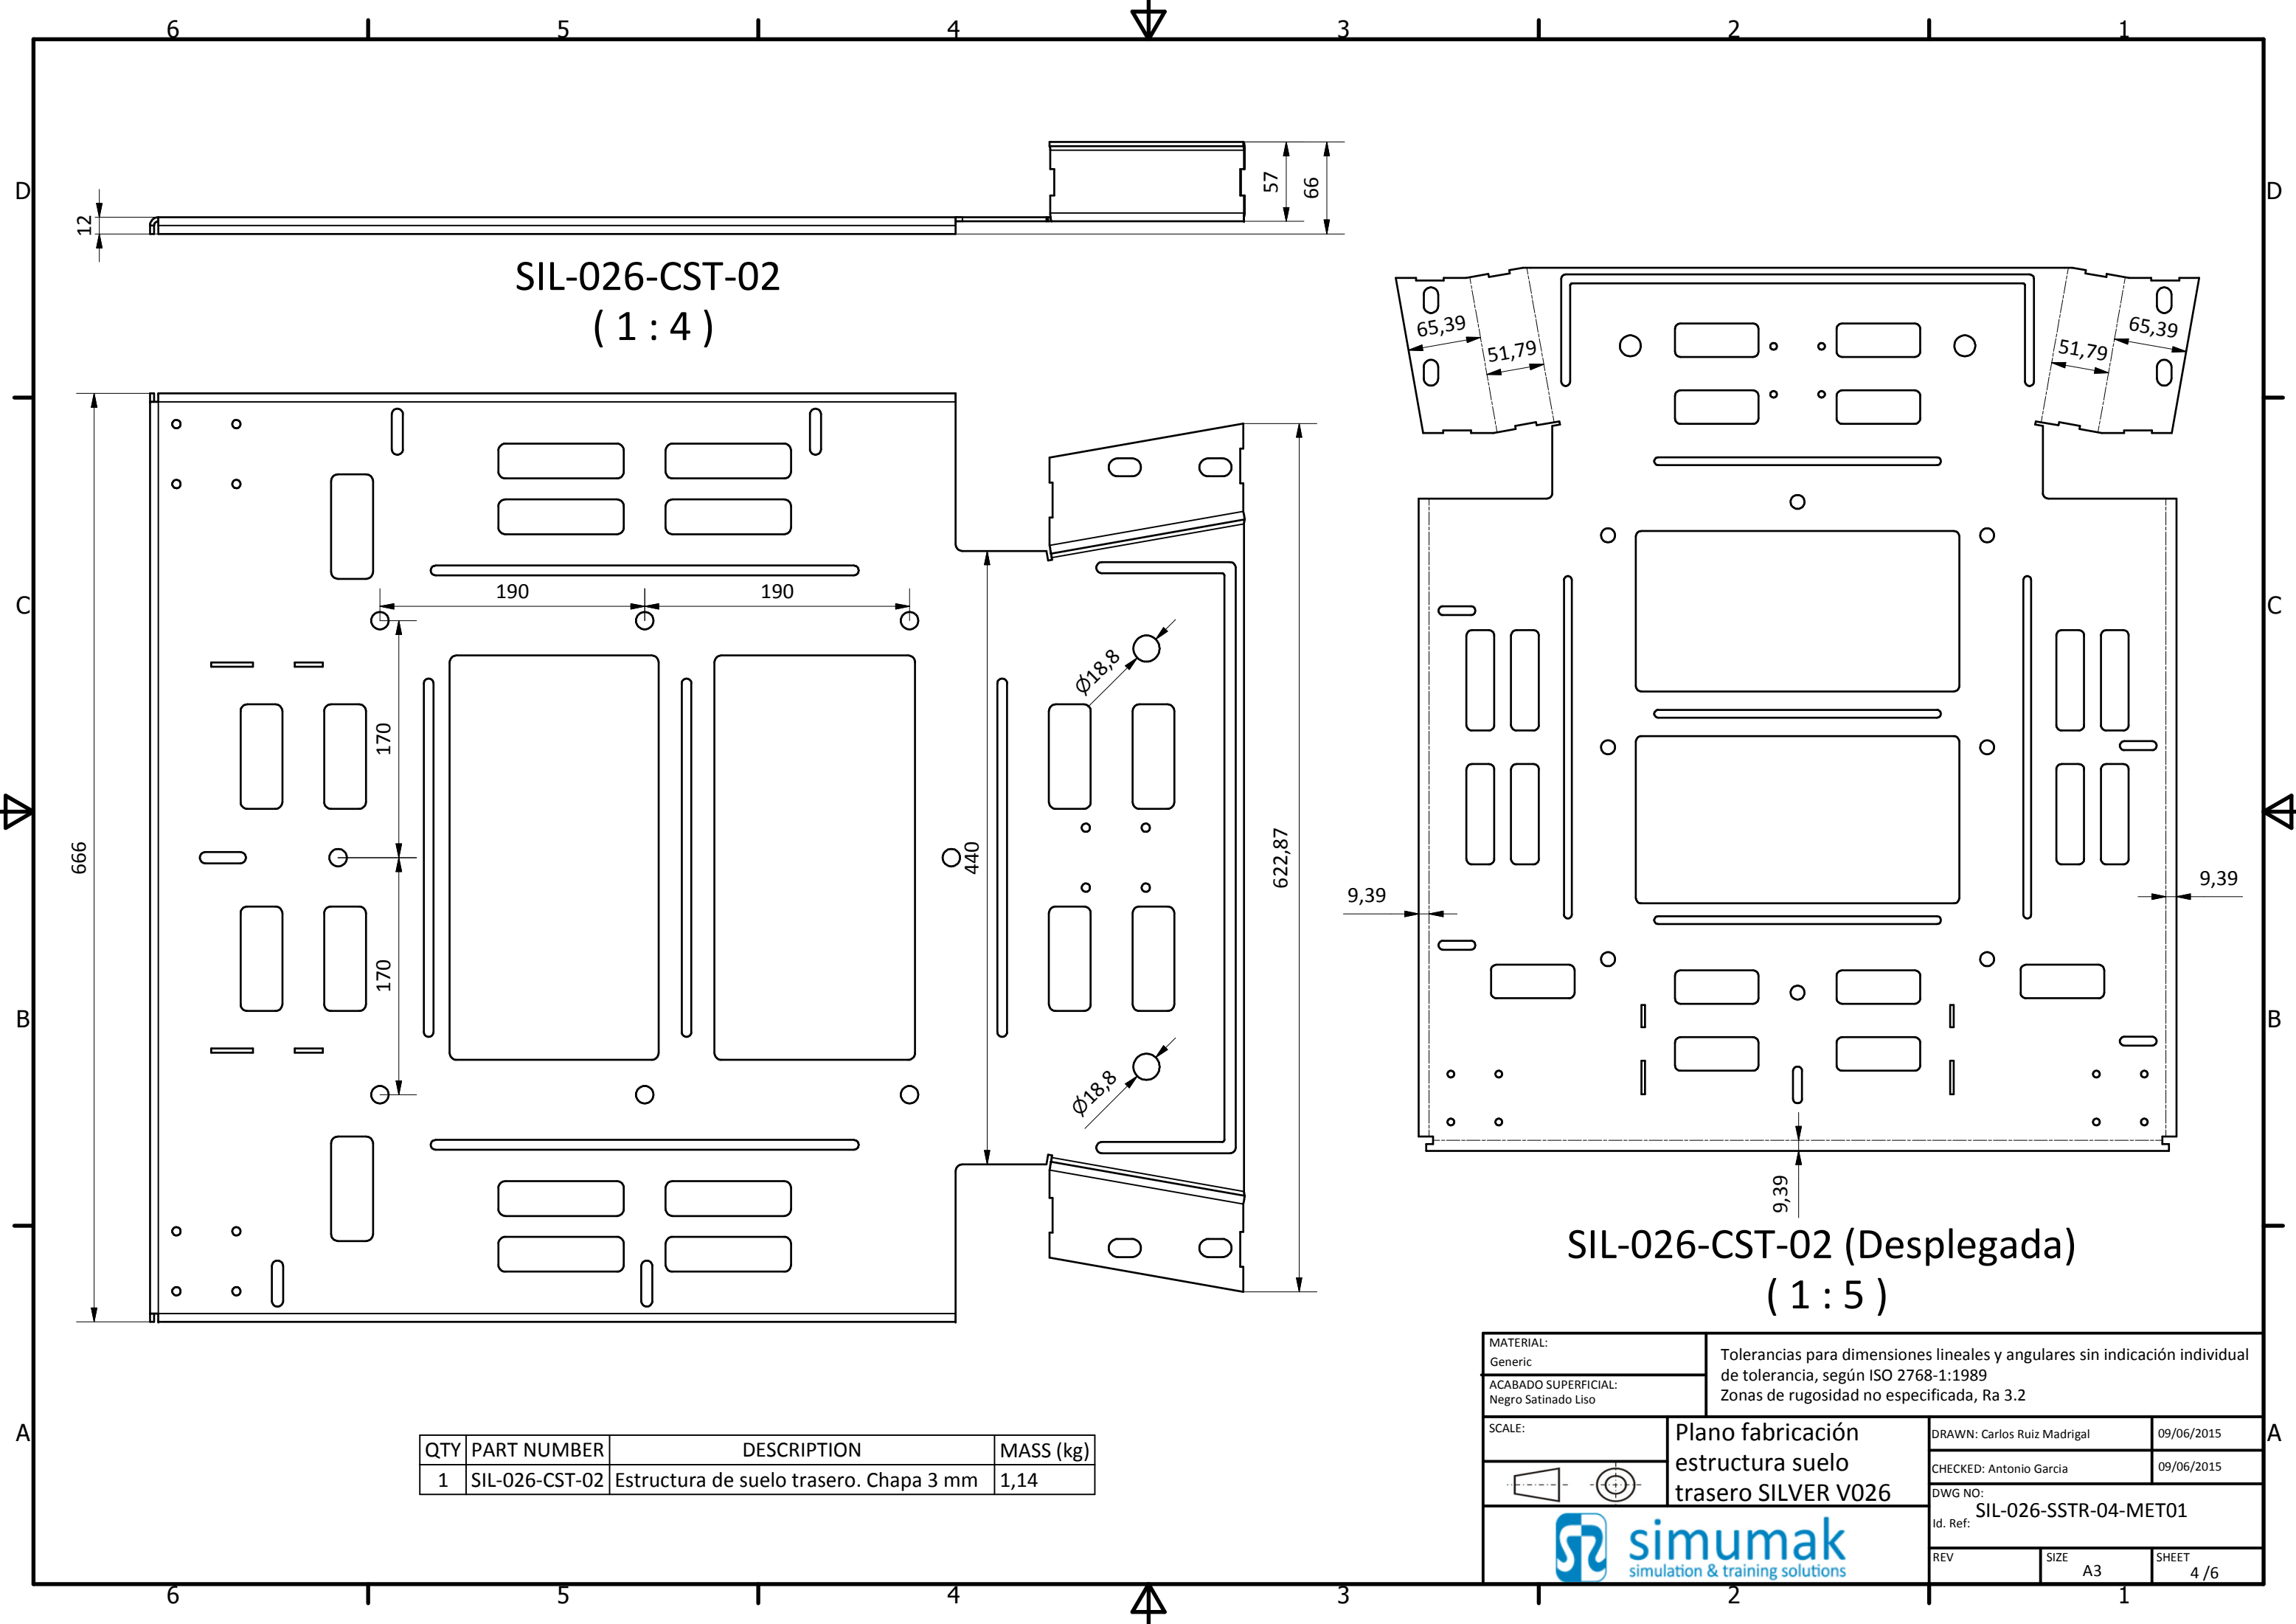 6 5 4 3 2 1
D D
12
57
66
SIL-026-CST-02
( 1 : 4 )
65,39
51,79
51,79
65,39
C C
190 190
Ø18,8
170
666
440
622,87
9,39
9,39
170
Ø18,8
B B
9,39
SIL-026-CST-02 (Desplegada)
( 1 : 5 )
A A
QTY PART NUMBER DESCRIPTION MASS (kg)
1 SIL-026-CST-02 Estructura de suelo trasero. Chapa 3 mm 1,14
MATERIAL:
Generic
ACABADO SUPERFICIAL:
Negro Satinado Liso
Tolerancias para dimensiones lineales y angulares sin indicación individual
de tolerancia, según ISO 2768-1:1989
Zonas de rugosidad no especificada, Ra 3.2
SCALE:
Plano fabricación
estructura suelo
trasero SILVER V026
DRAWN: Carlos Ruiz Madrigal 09/06/2015
CHECKED: Antonio Garcia 09/06/2015
DWG NO:
SIL-026-SSTR-04-MET01
Id. Ref:
simumak
simulation & training solutions
REV
SIZE
A3
SHEET
4 /6
6 5 4 3 2 1